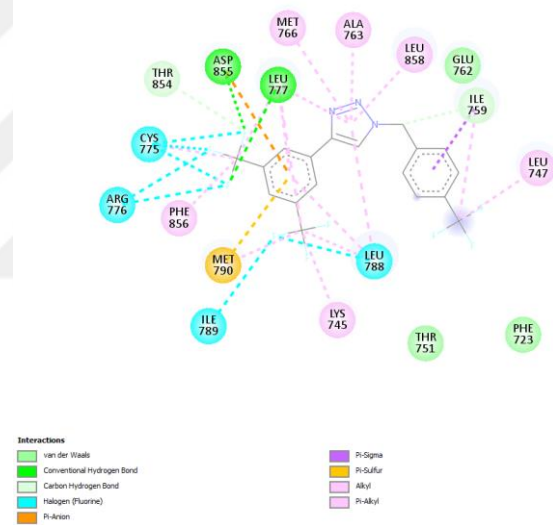 MET
766
ALA
763
LEU
858
ASP
855
GLU
762
THR
854
LEU
777
ILE
759
N
N
N
CYS
775
LEU
747
ARG
776
PHE
856
MET
790
LEU
788
ILE
789
LYS
745
THR
751
PHE
723
Interactions
van der Waals
Conventional Hydrogen Bond
Carbon Hydrogen Bond
Halogen (Fluorine)
Pi-Anion
Pi-Sigma
Pi-Sulfur
Alkyl
Pi-Alkyl